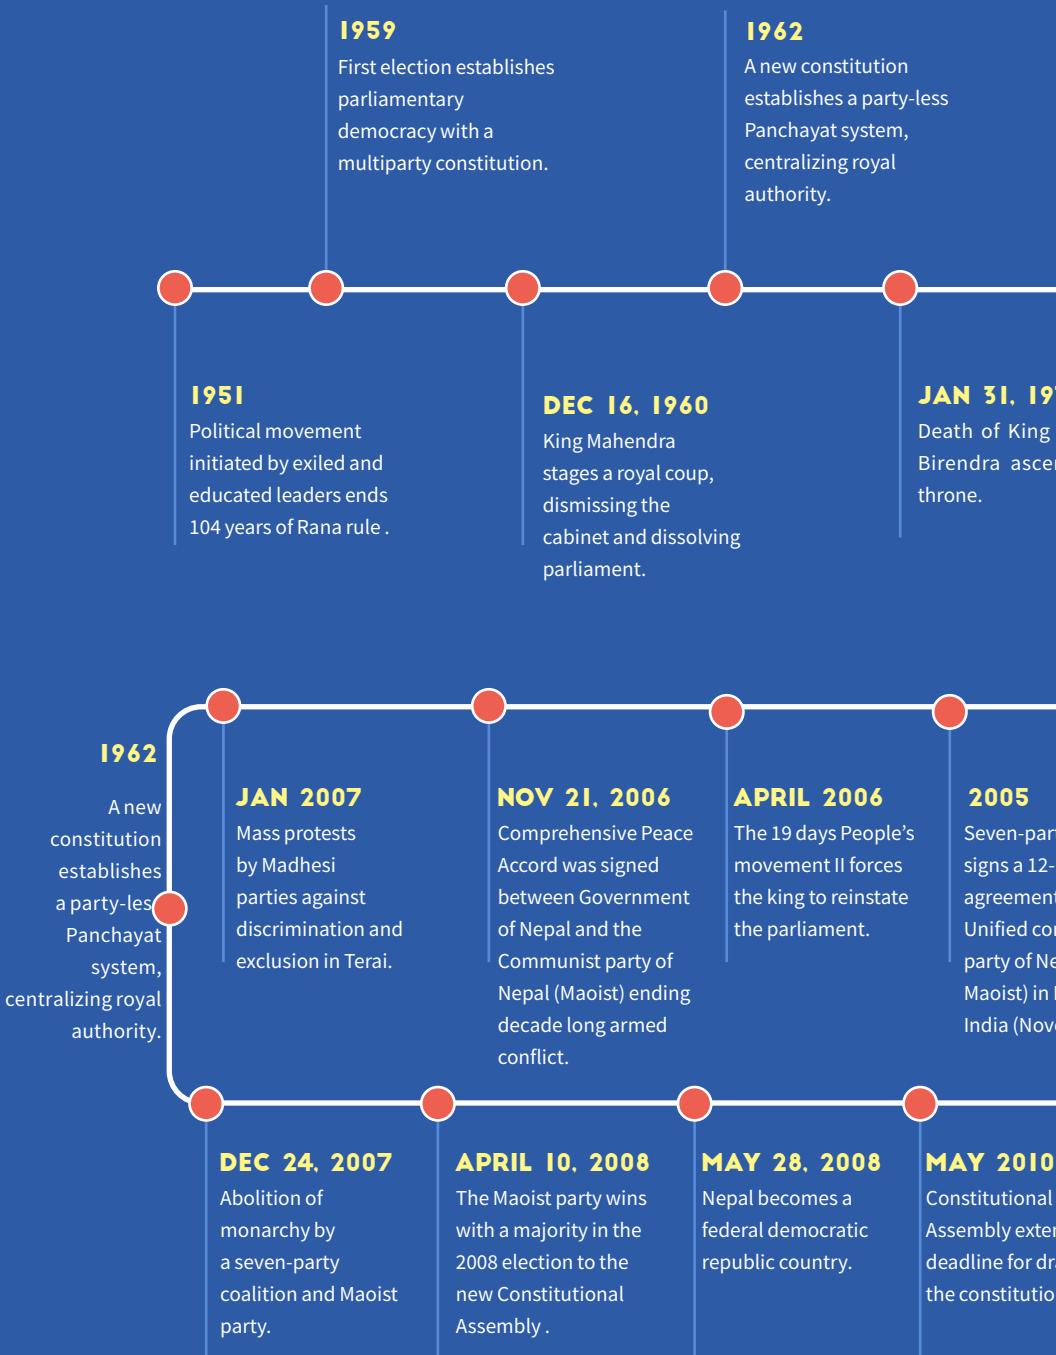 1959
First election establishes
parliamentary
democracy with a
multiparty constitution.
1962
A new constitution
establishes a party-less
Panchayat system,
centralizing royal
authority.
1951
Political movement
initiated by exiled and
educated leaders ends
104 years of Rana rule .
DEC 16, 1960
King Mahendra
stages a royal coup,
dismissing the
cabinet and dissolving
parliament.
JAN 31,
Death of King
Birendra
throne.
1962
A new
constitution
establishes
a
Panchayat
system,
centralizing royal
authority.
JAN 2007
Mass protests
by Madhesi
parties against
discrimination and
exclusion in Terai.
NOV 21, 2006
Comprehensive Peace
Accord was signed
between Government
of Nepal and the
Communist party of
Nepal (Maoist) ending
decade long armed
conflict.
APRIL 2006
The 19 days People’s
movement II forces
the king to reinstate
the parliament.
2005
signs a
Unified
party of
Maoist) in
India
DEC 24, 2007
Abolition of
monarchy by
a seven-party
coalition and Maoist
party.
APRIL 10, 2008
The Maoist party wins
with a majority in the
2008 election to the
new Constitutional
Assembly .
MAY 28, 2008
Nepal becomes a
federal democratic
republic country.
MAY 2010
Constitutional
Assembly
deadline for
the